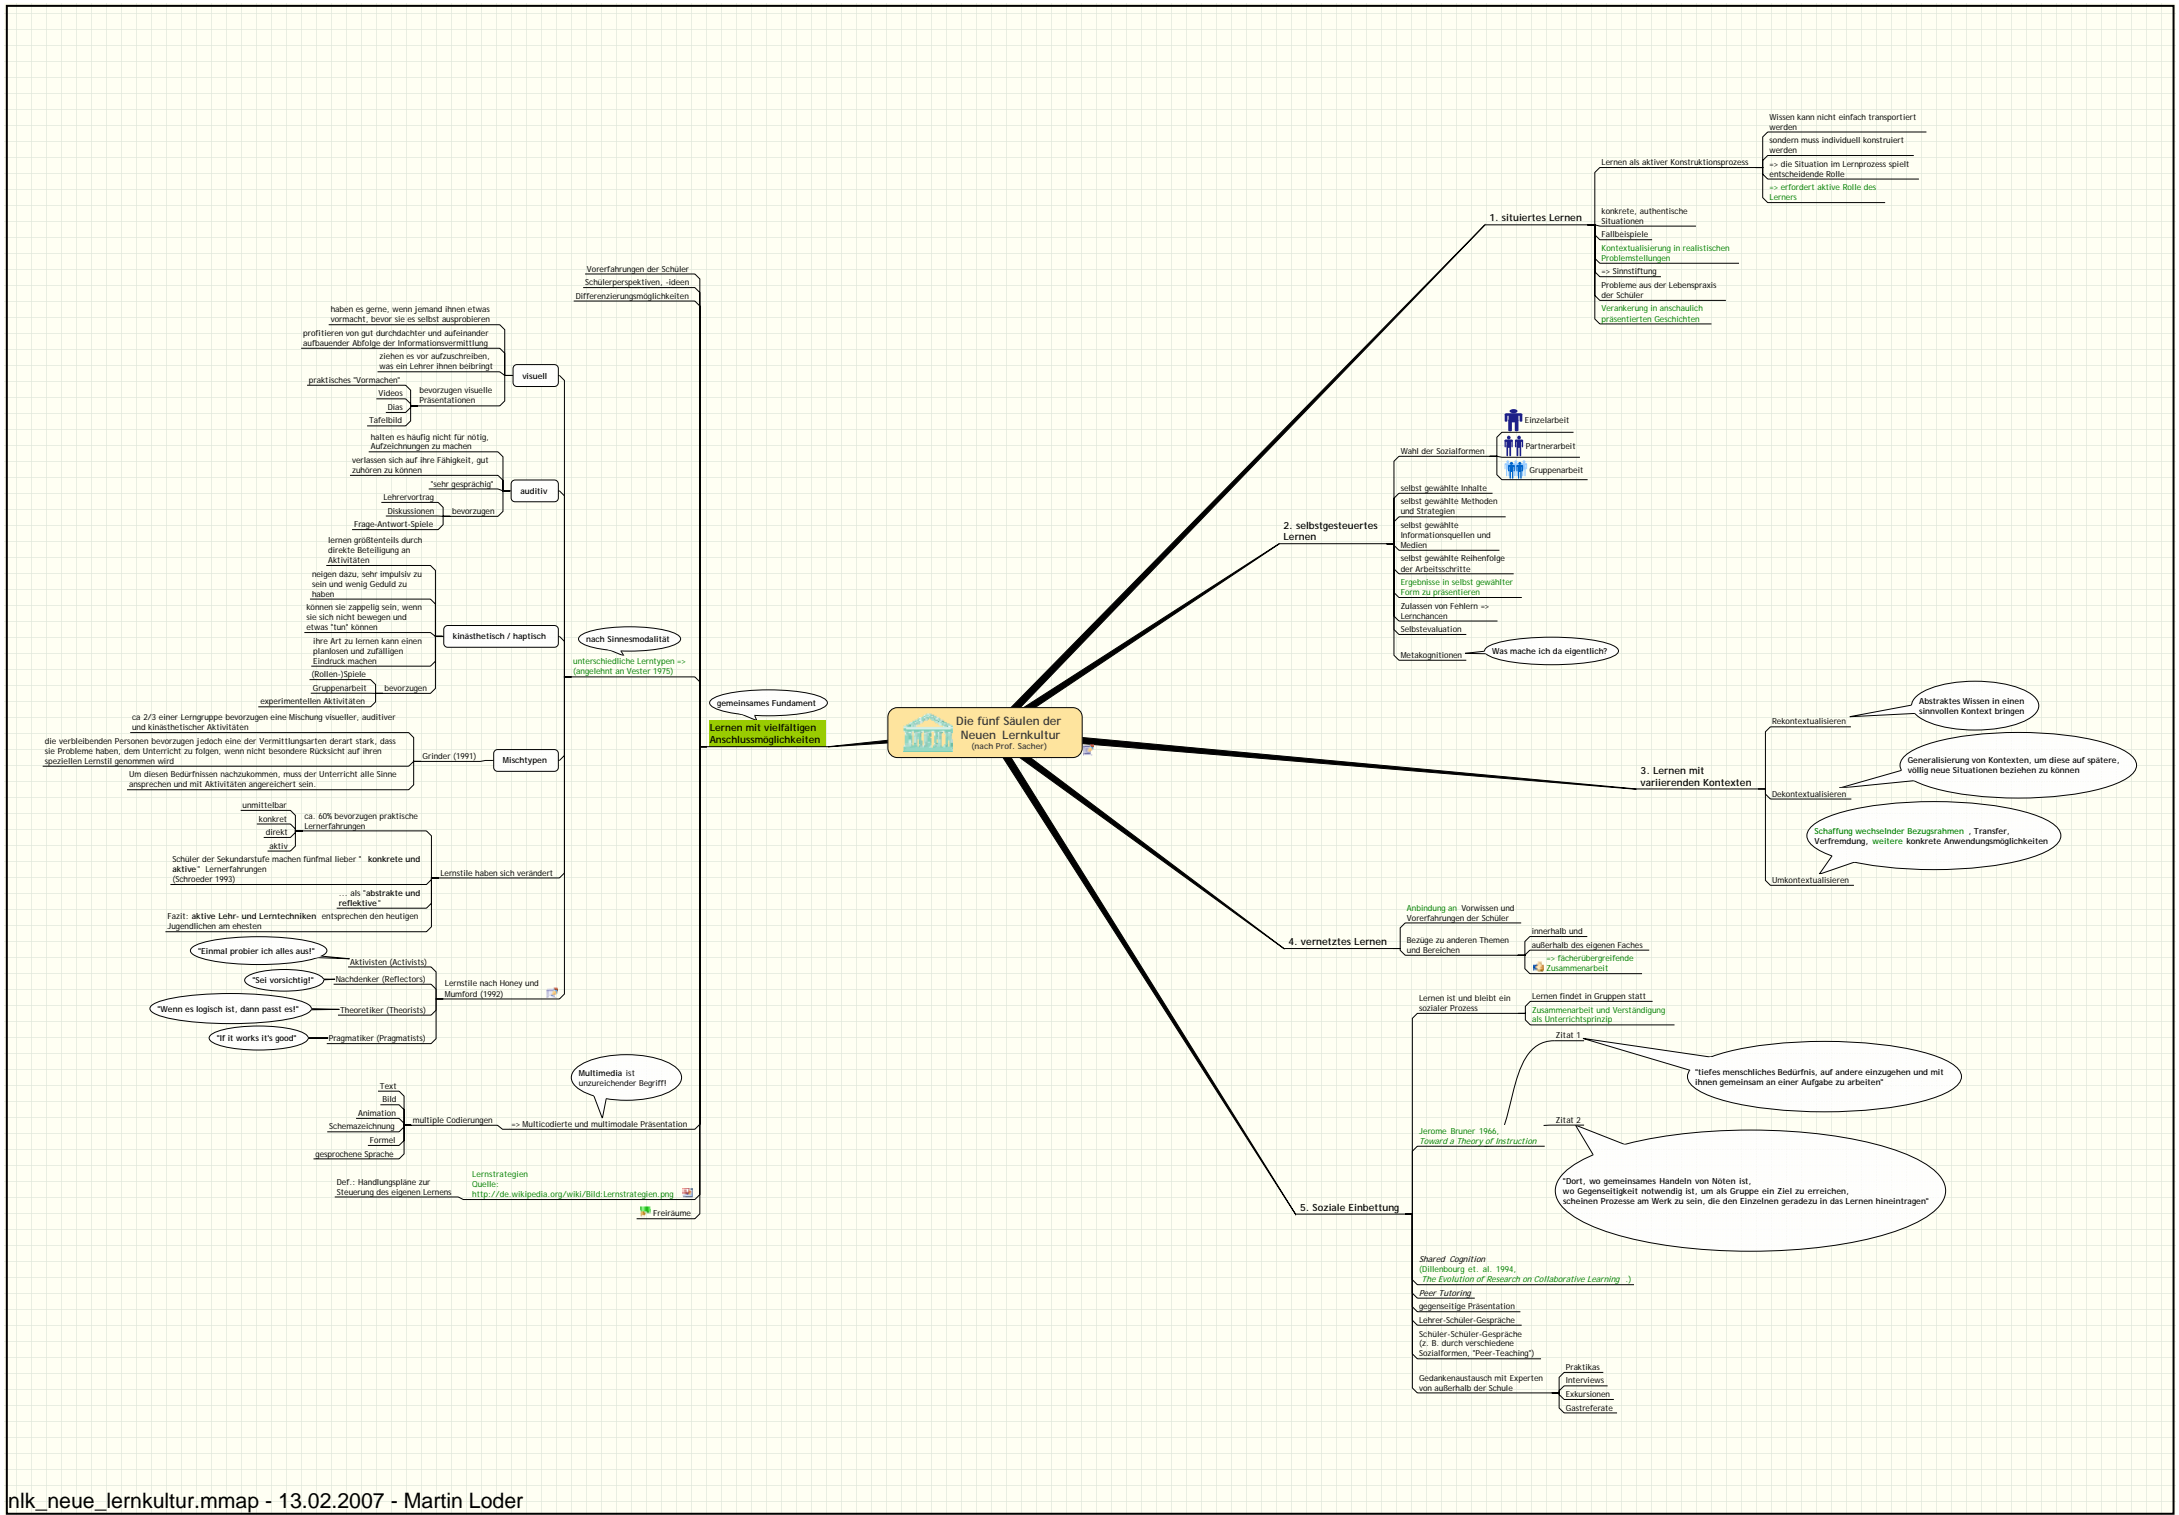 Die fünf Säulen der
Neuen Lernkultur
(nach Prof. Sacher)
1. situiertes Lernen
Lernen als aktiver Konstruktionsprozess
Wissen kann nicht einfach transportiert
werden
sondern muss individuell konstruiert
werden
=> die Situation im Lernprozess spielt
entscheidende Rolle
=> erfordert aktive Rolle des
Lerners
konkrete, authentische
Situationen
Fallbeispiele
Kontextualisierung in realistischen
Problemstellungen
=> Sinnstiftung
Probleme aus der Lebenspraxis
der Schüler
Verankerung in anschaulich
präsentierten Geschichten
2. selbstgesteuertes
Lernen
Wahl der Sozialformen
Einzelarbeit
Partnerarbeit
Gruppenarbeit
selbst gewählte Inhalte
selbst gewählte Methoden
und Strategien
selbst gewählte
Informationsquellen und
Medien
selbst gewählte Reihenfolge
der Arbeitsschritte
Ergebnisse in selbst gewählter
Form zu präsentieren
Zulassen von Fehlern =>
Lernchancen
Selbstevaluation
Metakognitionen
Was mache ich da eigentlich?
3. Lernen mit
variierenden Kontexten
Rekontextualisieren
Abstraktes Wissen in einen
sinnvollen Kontext bringen
Dekontextualisieren
Generalisierung von Kontexten, um diese auf spätere,
völlig neue Situationen beziehen zu können
Umkontextualisieren
Schaffung wechselnder Bezugsrahmen , Transfer,
Verfremdung, weitere konkrete Anwendungsmöglichkeiten
4. vernetztes Lernen
Anbindung an Vorwissen und
Vorerfahrungen der Schüler
Bezüge zu anderen Themen
und Bereichen
innerhalb und
außerhalb des eigenen Faches
=> fächerübergreifende
Zusammenarbeit
5. Soziale Einbettung
Lernen ist und bleibt ein
sozialer Prozess
Lernen findet in Gruppen statt
Zusammenarbeit und Verständigung
als Unterrichtsprinzip
Jerome Bruner 1966,
Toward a Theory of Instruction
Zitat 1
"tiefes menschliches Bedürfnis, auf andere einzugehen und mit
ihnen gemeinsam an einer Aufgabe zu arbeiten"
Zitat 2
"Dort, wo gemeinsames Handeln von Nöten ist,
wo Gegenseitigkeit notwendig ist, um als Gruppe ein Ziel zu erreichen,
scheinen Prozesse am Werk zu sein, die den Einzelnen geradezu in das Lernen hineintragen"
Shared Cognition
(Dillenbourg et. al. 1994,
The Evolution of Research on Collaborative Learning .)
Peer Tutoring
gegenseitige Präsentation
Lehrer-Schüler-Gespräche
Schüler-Schüler-Gespräche
(z. B. durch verschiedene
Sozialformen, "Peer-Teaching")
Gedankenaustausch mit Experten
von außerhalb der Schule
Praktikas
Interviews
Exkursionen
Gastreferate
gemeinsames Fundament
Lernen mit vielfältigen
Anschlussmöglichkeiten
Vorerfahrungen der Schüler
Schülerperspektiven, -ideen
Differenzierungsmöglichkeiten
nach Sinnesmodalität
unterschiedliche Lerntypen =>
(angelehnt an Vester 1975)
visuell
haben es gerne, wenn jemand ihnen etwas
vormacht, bevor sie es selbst ausprobieren
profitieren von gut durchdachter und aufeinander
aufbauender Abfolge der Informationsvermittlung
ziehen es vor aufzuschreiben,
was ein Lehrer ihnen beibringt
bevorzugen visuelle
Präsentationen
praktisches "Vormachen"
Videos
Dias
Tafelbild
auditiv
halten es häufig nicht für nötig,
Aufzeichnungen zu machen
verlassen sich auf ihre Fähigkeit, gut
zuhören zu können
"sehr gesprächig"
bevorzugen
Lehrervortrag
Diskussionen
Frage-Antwort-Spiele
kinästhetisch / haptisch
lernen größtenteils durch
direkte Beteiligung an
Aktivitäten
neigen dazu, sehr impulsiv zu
sein und wenig Geduld zu
haben
können sie zappelig sein, wenn
sie sich nicht bewegen und
etwas "tun" können
ihre Art zu lernen kann einen
planlosen und zufälligen
Eindruck machen
bevorzugen
(Rollen-)Spiele
Gruppenarbeit
experimentellen Aktivitäten
Mischtypen
Grinder (1991)
ca 2/3 einer Lerngruppe bevorzugen eine Mischung visueller, auditiver
und kinästhetischer Aktivitäten
die verbleibenden Personen bevorzugen jedoch eine der Vermittlungsarten derart stark, dass
sie Probleme haben, dem Unterricht zu folgen, wenn nicht besondere Rücksicht auf ihren
speziellen Lernstil genommen wird
Um diesen Bedürfnissen nachzukommen, muss der Unterricht alle Sinne
ansprechen und mit Aktivitäten angereichert sein.
Lernstile haben sich verändert
ca. 60% bevorzugen praktische
Lernerfahrungen
unmittelbar
konkret
direkt
aktiv
Schüler der Sekundarstufe machen fünfmal lieber " konkrete und
aktive" Lernerfahrungen
(Schroeder 1993)
... als "abstrakte und
reflektive"
Fazit: aktive Lehr- und Lerntechniken entsprechen den heutigen
Jugendlichen am ehesten
Lernstile nach Honey und
Mumford (1992)
"Einmal probier ich alles aus!"
Aktivisten (Activists)
"Sei vorsichtig!"
Nachdenker (Reflectors)
"Wenn es logisch ist, dann passt es!"
Theoretiker (Theorists)
"If it works it's good"
Pragmatiker (Pragmatists)
Multimedia ist
unzureichender Begriff!
=> Multicodierte und multimodale Präsentation
multiple Codierungen
Text
Bild
Animation
Schemazeichnung
Formel
gesprochene Sprache
Lernstrategien
Quelle:
http://de.wikipedia.org/wiki/Bild:Lernstrategien.png
Def.: Handlungspläne zur
Steuerung des eigenen Lernens
Freiräume
nlk_neue_lernkultur.mmap - 13.02.2007 - Martin Loder